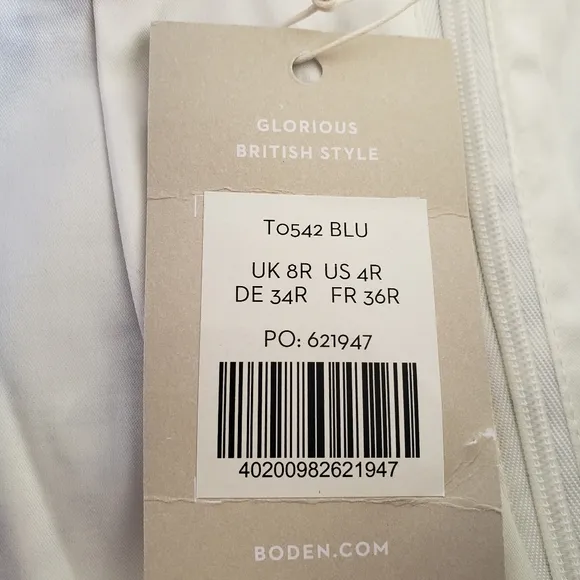 GLORIOUS
BRITISH STYLE
T0542 BLU
UK 8R US 4R
DE 34R FR 36R
PO: 621947
40200982621947
BODEN.COM